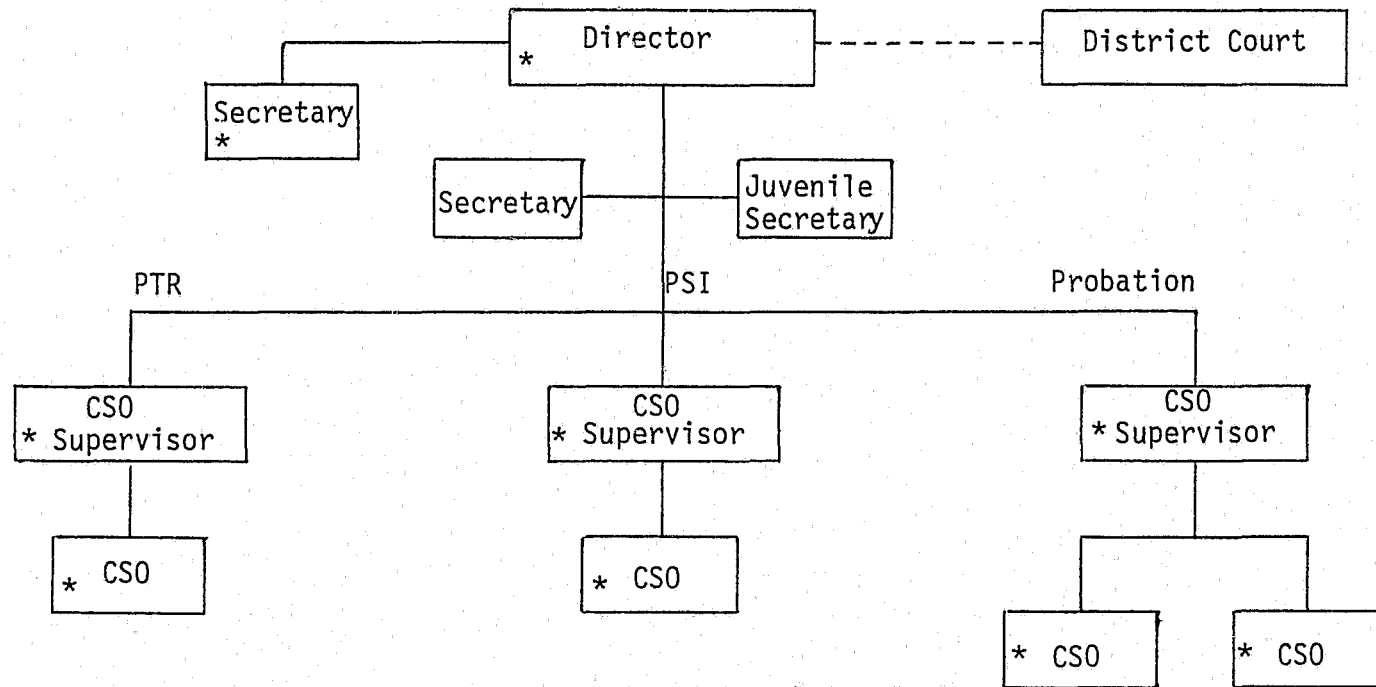 Director
*
District Court
Secretary
*
Secretary
Juvenile
Secretary
PTR
PSI
Probation
CSO
* Supervisor
CSO
* Supervisor
CSO
* Supervisor
* CSO
* CSO
* CSO
* CSO